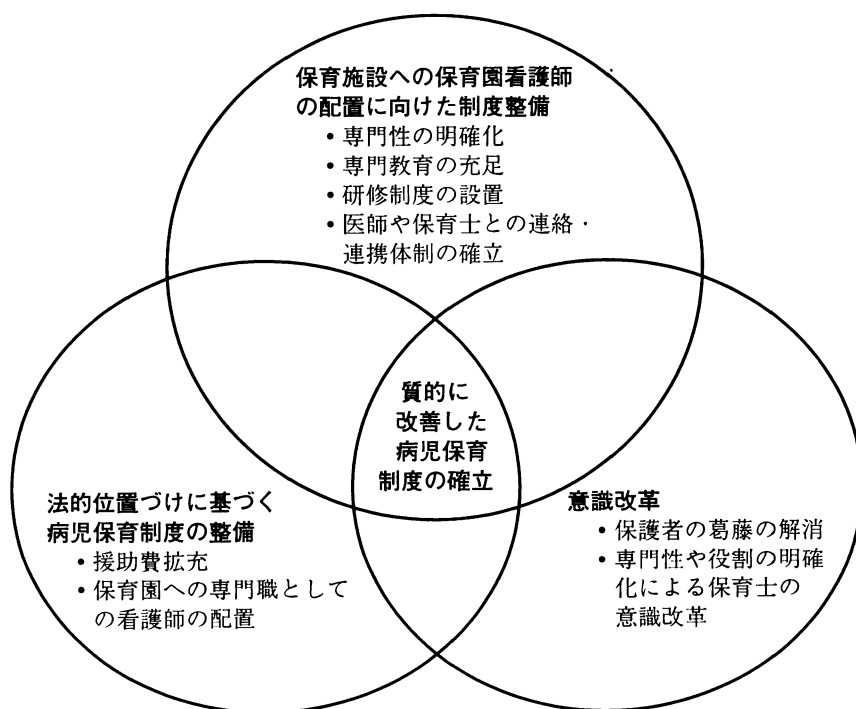 保育施設への保育園看護師
の配置に向けた制度整備
・専門性の明確化
・専門教育の充足
・研修制度の設置
・医師や保育士との連絡・
連携体制の確立
質的に
改善した
病児保育
制度の確立
法的位置づけに基づく
病児保育制度の整備
・援助費拡充
・保育園への専門職として
の看護師の配置
意識改革
・保護者の葛藤の解消
・専門性や役割の明確
化による保育士の
意識改革